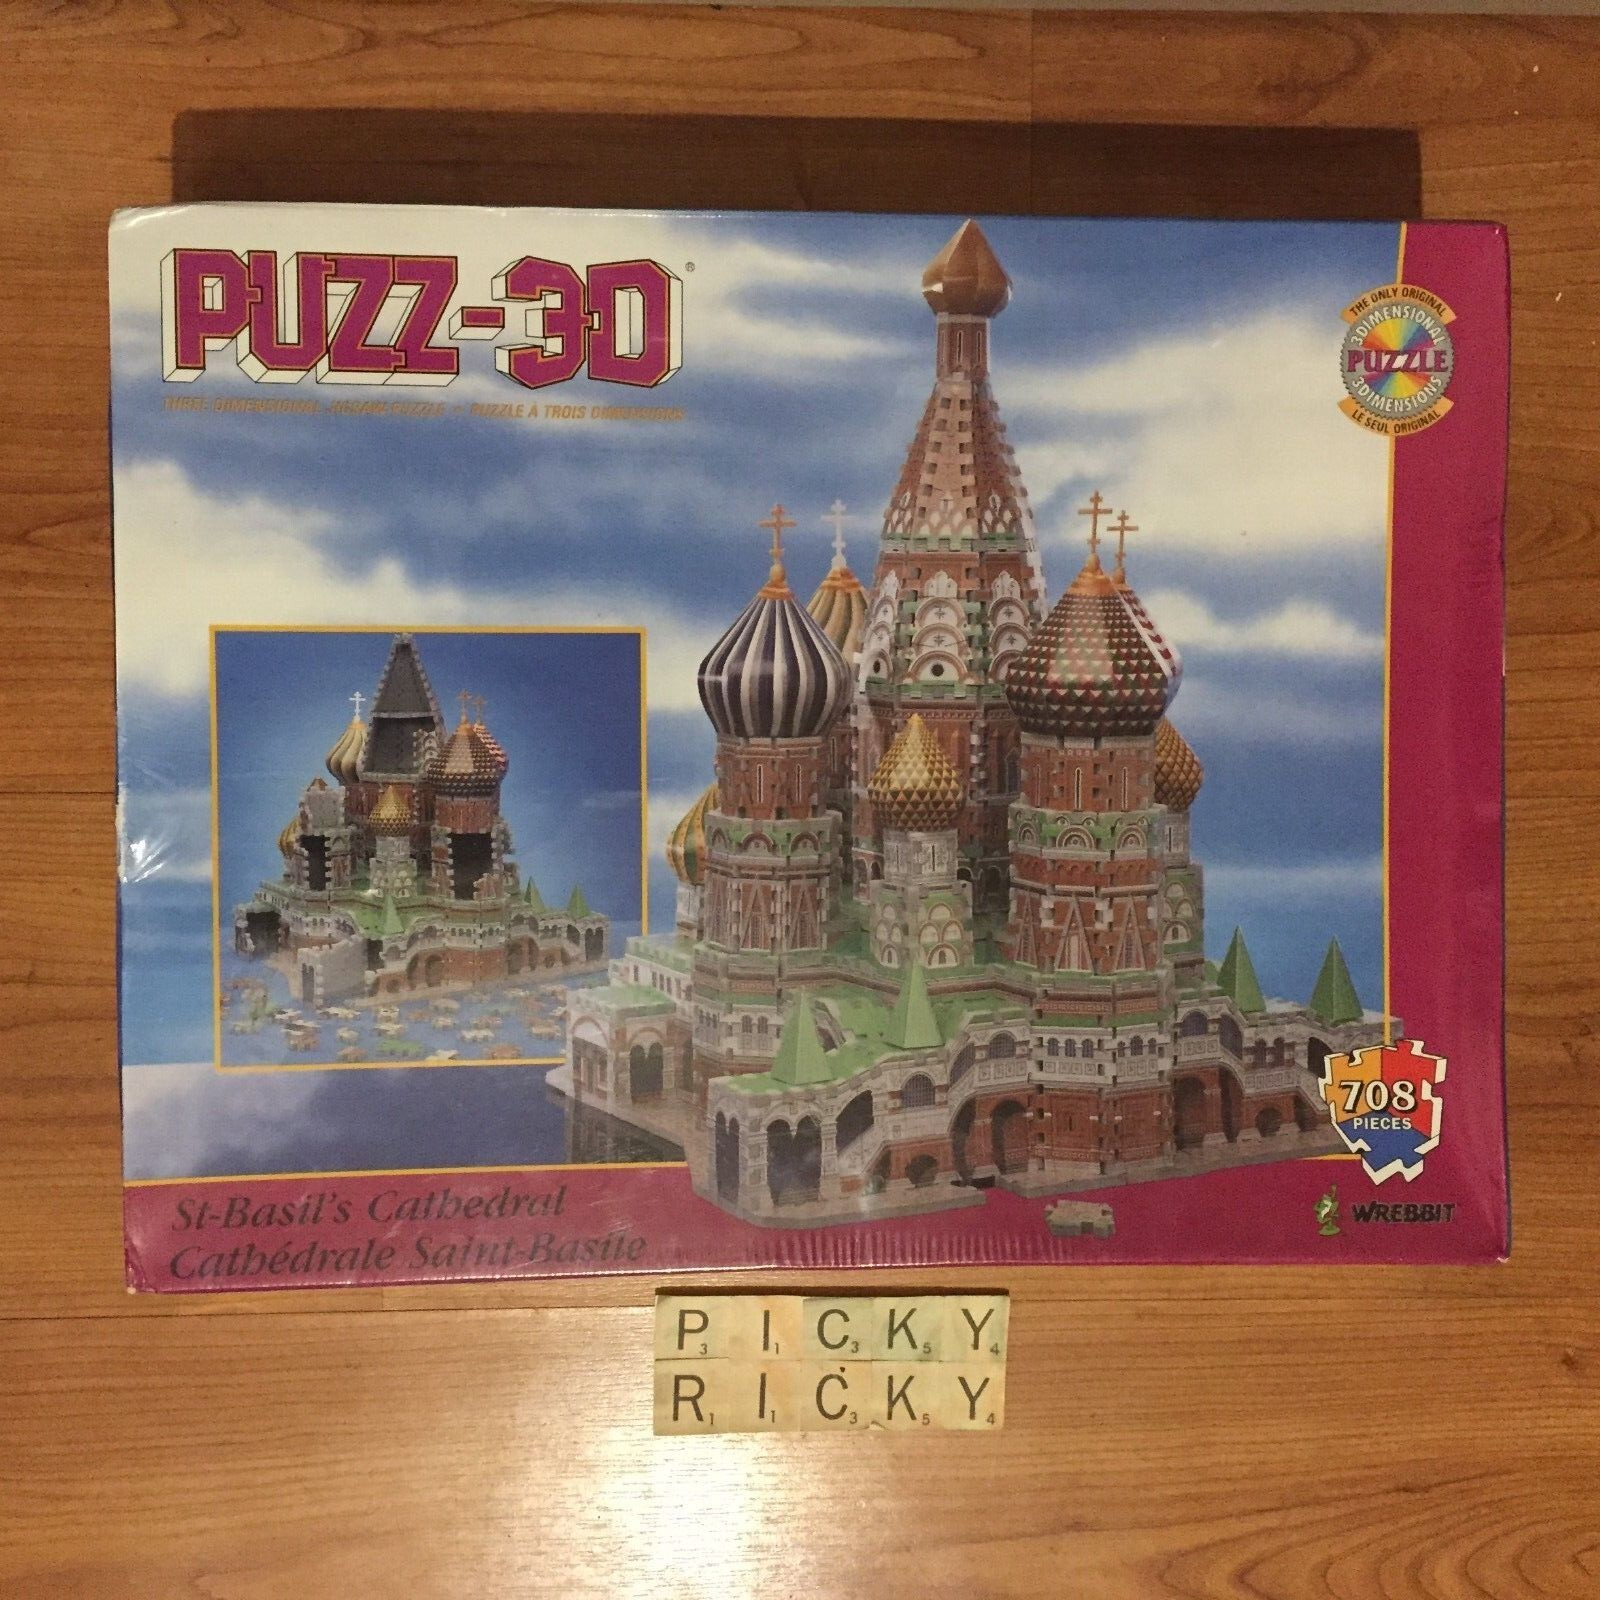 PUZZ-3D®
THREE DIMENSIONAL JIGSAW PUZZLE - PUZZLE À TROIS DIMENSIONS
THE ONLY ORIGINAL
3DIMENSIONAL
PUZZLE
3DIMENSIONS
LE SEUL ORIGINAL
708
PIECES
WREBBIT
St-Basil's Cathedral
Cathédrale Saint-Basile
P3 I1 C3 K5 Y4
R1 I1 C3 K5 Y4